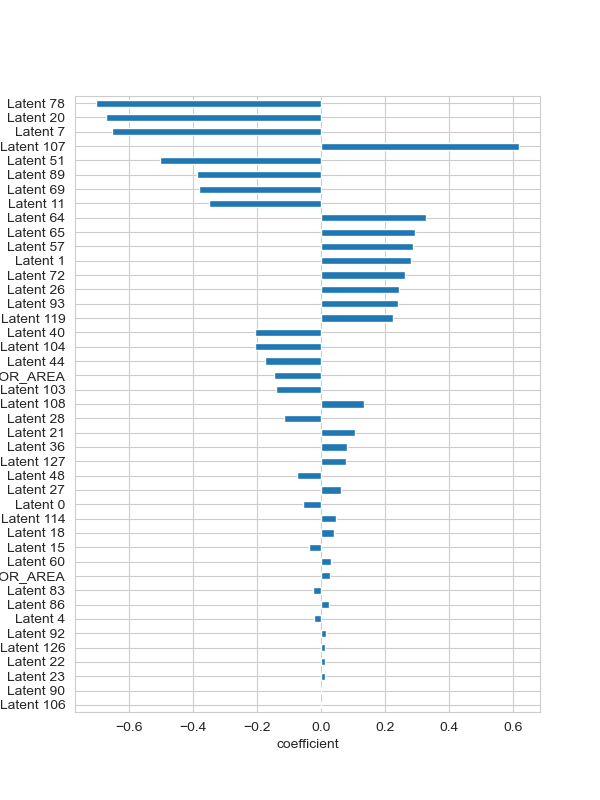 Latent 78
Latent 20
Latent 7
Latent 107
Latent 51
Latent 89
Latent 69
Latent 11
Latent 64
Latent 65
Latent 57
Latent 1
Latent 72
Latent 26
Latent 93
Latent 119
Latent 40
Latent 104
Latent 44
OR_AREA
Latent 103
Latent 108
Latent 28
Latent 21
Latent 36
Latent 127
Latent 48
Latent 27
Latent 0
Latent 114
Latent 18
Latent 15
Latent 60
OR_AREA
Latent 83
Latent 86
Latent 4
Latent 92
Latent 126
Latent 22
Latent 23
Latent 90
Latent 106
−0.6 −0.4 −0.2 0.0 0.2 0.4 0.6
coefficient